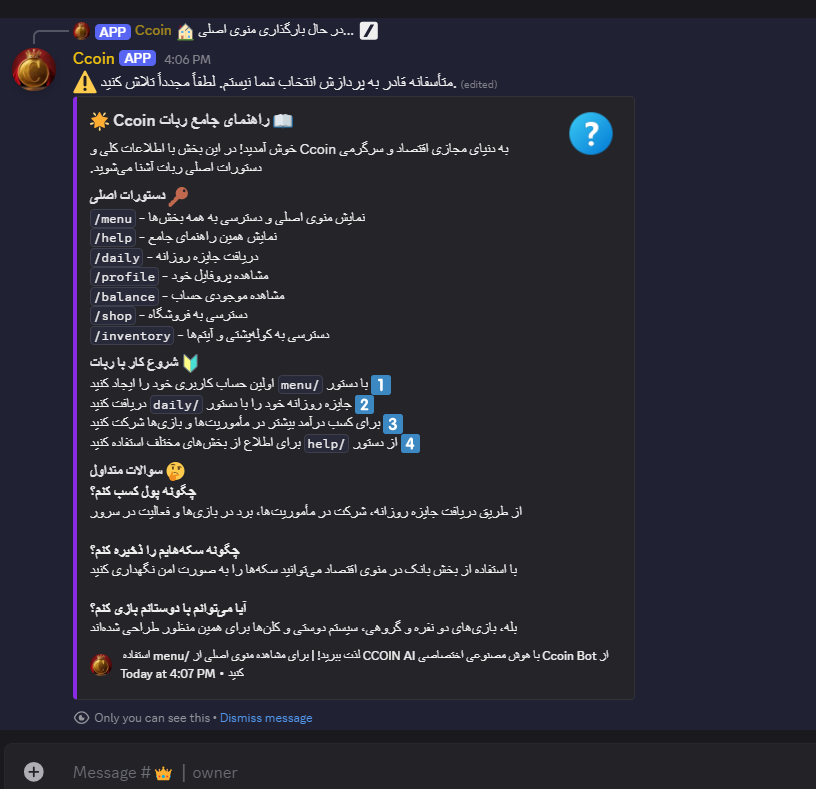 APP Ccoin 🏠 در حال بارگذاری منوی اصلی...
Ccoin APP 4:06 PM
⚠️ متأسفانه قادر به پردازش انتخاب شما نیستم. لطفاً مجدداً تلاش کنید. (edited)
📖 راهنمای جامع ربات Ccoin 🌟
به دنیای مجازی اقتصاد و سرگرمی Ccoin خوش آمدید! در این بخش با اطلاعات کلی و
دستورات اصلی ربات آشنا می‌شوید.
🔑 دستورات اصلی
/menu - نمایش منوی اصلی و دسترسی به همه بخش‌ها
/help - نمایش همین راهنمای جامع
/daily - دریافت جایزه روزانه
/profile - مشاهده پروفایل خود
/balance - مشاهده موجودی حساب
/shop - دسترسی به فروشگاه
/inventory - دسترسی به کوله‌پشتی و آیتم‌ها
🔰 شروع کار با ربات
1️⃣ با دستور /menu اولین حساب کاربری خود را ایجاد کنید
2️⃣ جایزه روزانه خود را با دستور /daily دریافت کنید
3️⃣ برای کسب درآمد بیشتر در مأموریت‌ها و بازی‌ها شرکت کنید
4️⃣ از دستور /help برای اطلاع از بخش‌های مختلف استفاده کنید
🤔 سوالات متداول
چگونه پول کسب کنم؟
از طریق دریافت جایزه روزانه، شرکت در مأموریت‌ها، برد در بازی‌ها و فعالیت در سرور
چگونه سکه‌هایم را ذخیره کنم؟
با استفاده از بخش بانک در منوی اقتصاد می‌توانید سکه‌ها را به صورت امن نگهداری کنید
آیا می‌توانم با دوستانم بازی کنم؟
بله، بازی‌های دو نفره و گروهی، سیستم دوستی و کلن‌ها برای همین منظور طراحی شده‌اند
از Ccoin Bot با هوش مصنوعی اختصاصی CCOIN AI لذت ببرید! | برای مشاهده منوی اصلی از /menu استفاده
کنید • Today at 4:07 PM
Only you can see this • Dismiss message
Message #👑 | owner